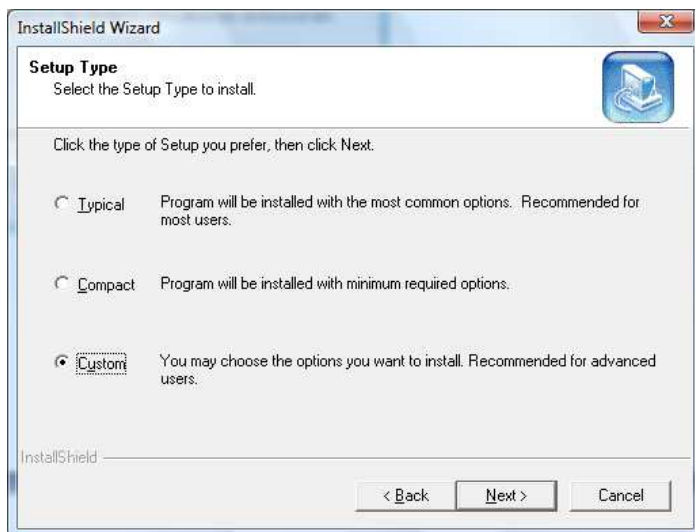 InstallShield Wizard
Setup Type
Select the Setup Type to install.
Click the type of Setup you prefer, then click Next.
Typical
Program will be installed with the most common options. Recommended for
most users.
Compact
Program will be installed with minimum required options.
Custom
You may choose the options you want to install. Recommended for advanced
users.
InstallShield
< Back
Next >
Cancel